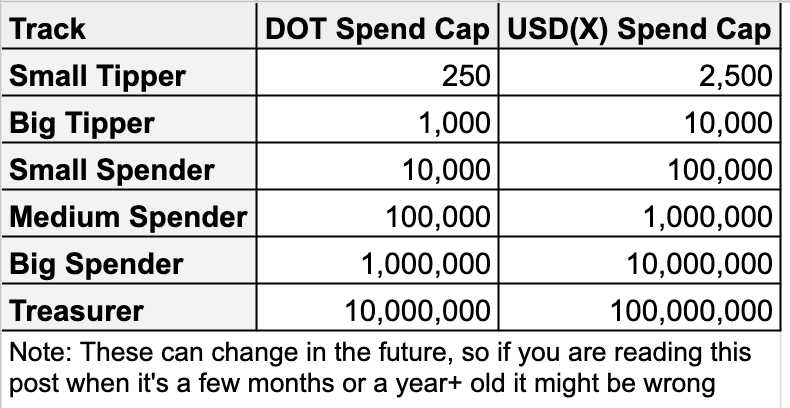 Track DOT Spend Cap USD(X) Spend Cap
Small Tipper 250 2,500
Big Tipper 1,000 10,000
Small Spender 10,000 100,000
Medium Spender 100,000 1,000,000
Big Spender 1,000,000 10,000,000
Treasurer 10,000,000 100,000,000
Note: These can change in the future, so if you are reading this
post when it's a few months or a year+ old it might be wrong